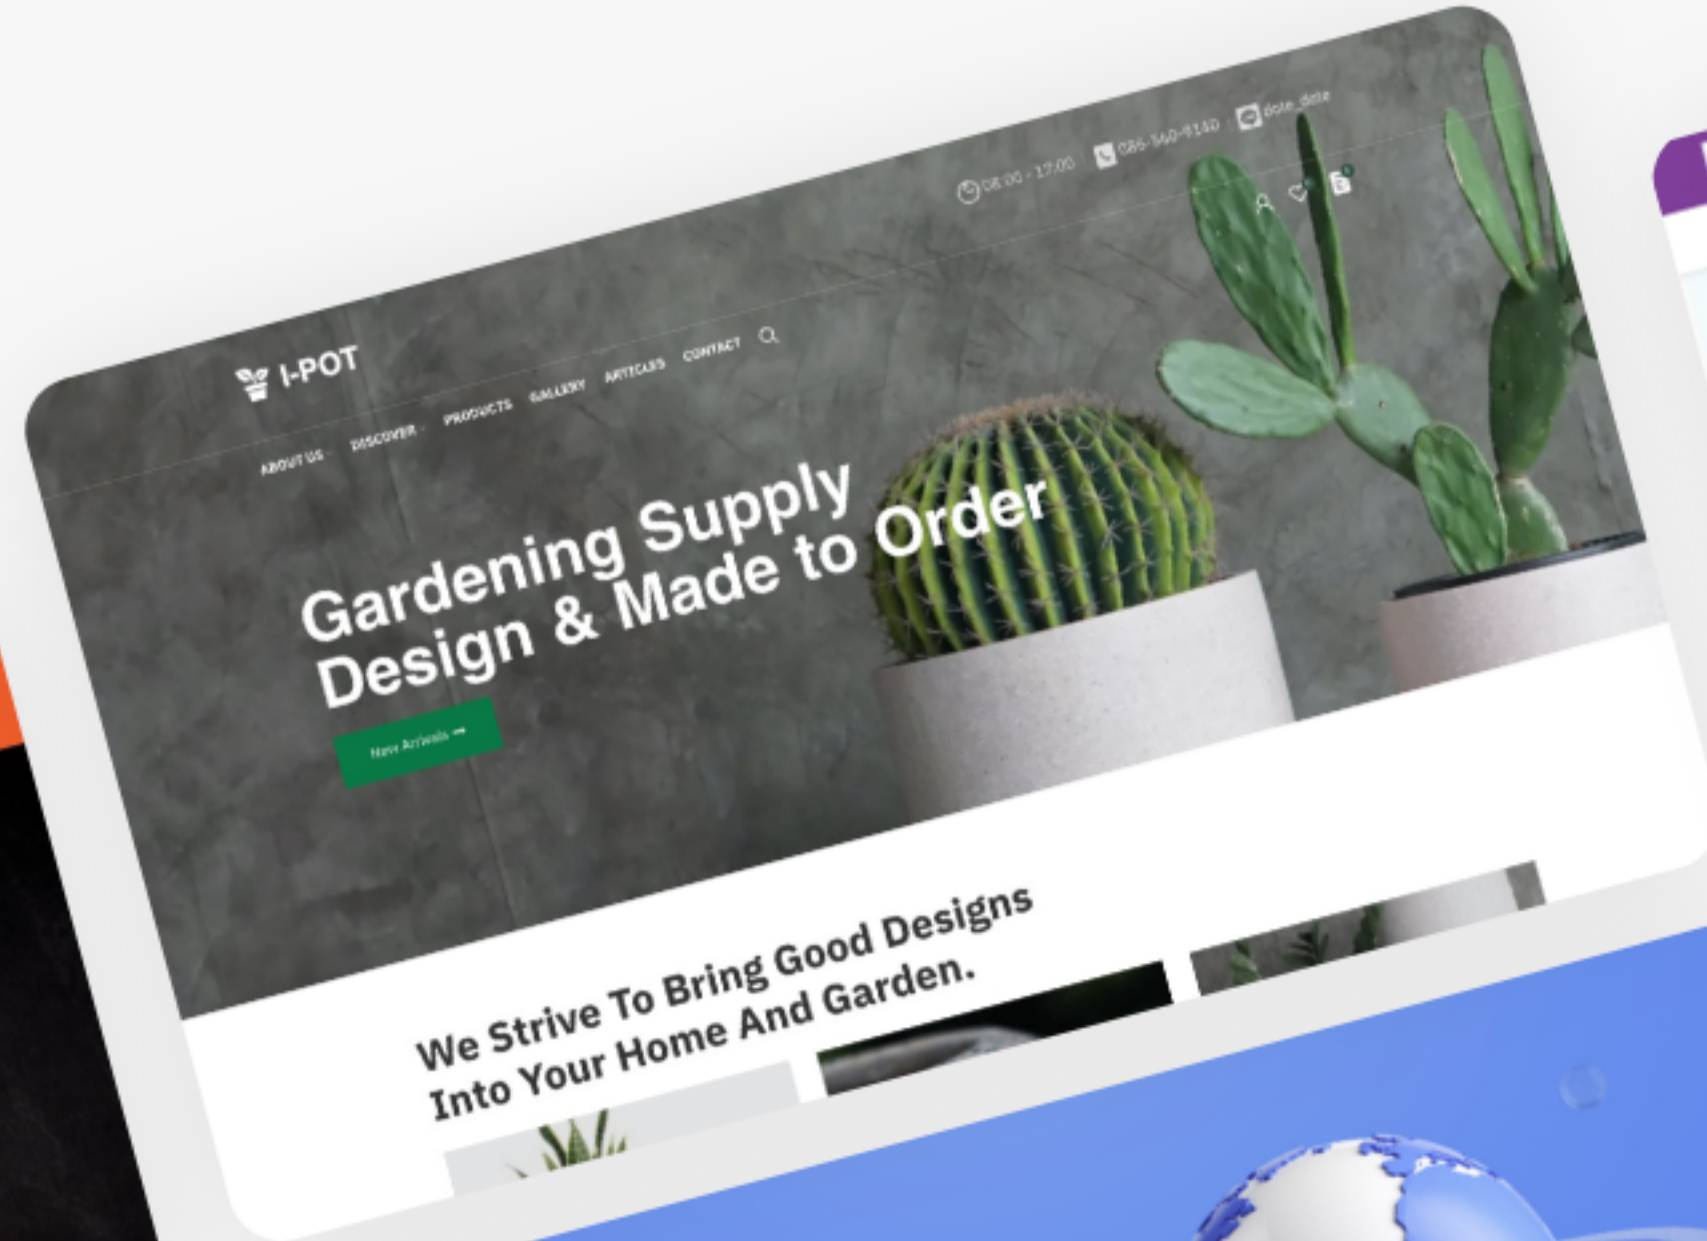 I-POT
08:00 - 17:00
ABOUT US
DISCOVER
PRODUCTS
GALLERY
ARTICLES
CONTACT
Gardening Supply
Design & Made to Order
New Arrivals →
We Strive To Bring Good Designs
Into Your Home And Garden.